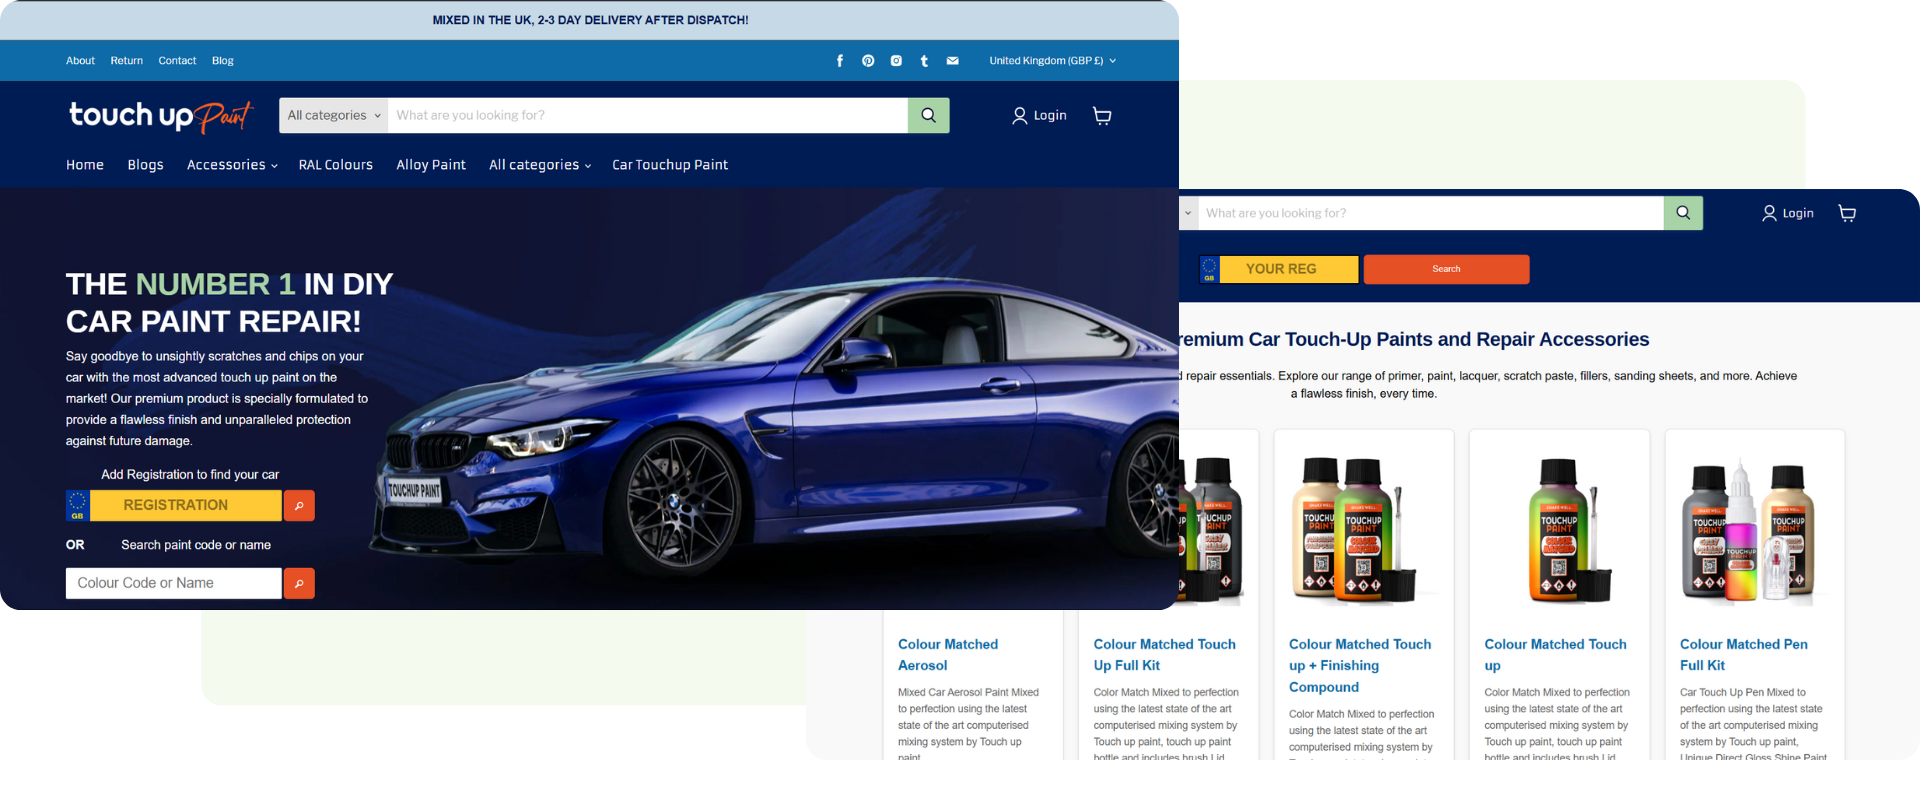 MIXED IN THE UK, 2-3 DAY DELIVERY AFTER DISPATCH!
About Return Contact Blog
United Kingdom (GBP £)
touch up Paint
All categories
What are you looking for?
Login
Home Blogs Accessories RAL Colours Alloy Paint All categories Car Touchup Paint
THE NUMBER 1 IN DIY
CAR PAINT REPAIR!
Say goodbye to unsightly scratches and chips on your
car with the most advanced touch up paint on the
market! Our premium product is specially formulated to
provide a flawless finish and unparalleled protection
against future damage.
Add Registration to find your car
GB REGISTRATION
OR Search paint code or name
Colour Code or Name
TOUCHUP PAINT
What are you looking for?
Login
GB YOUR REG
Search
remium Car Touch-Up Paints and Repair Accessories
d repair essentials. Explore our range of primer, paint, lacquer, scratch paste, fillers, sanding sheets, and more. Achieve
a flawless finish, every time.
TOUCHUP
PAINT
COLOUR
MATCHED
Colour Matched
Aerosol
Mixed Car Aerosol Paint Mixed
to perfection using the latest
state of the art computerised
mixing system by Touch up
paint
Colour Matched Touch
Up Full Kit
Color Match Mixed to perfection
using the latest state of the art
computerised mixing system by
Touch up paint, touch up paint
bottle and includes brush Lid
Colour Matched Touch
up + Finishing
Compound
Color Match Mixed to perfection
using the latest state of the art
computerised mixing system by
Colour Matched Touch
up
Color Match Mixed to perfection
using the latest state of the art
computerised mixing system by
Touch up paint, touch up paint
bottle and includes brush Lid
Colour Matched Pen
Full Kit
Car Touch Up Pen Mixed to
perfection using the latest state
of the art computerised mixing
system by Touch up paint,
Unique Direct Gloss Shine Paint